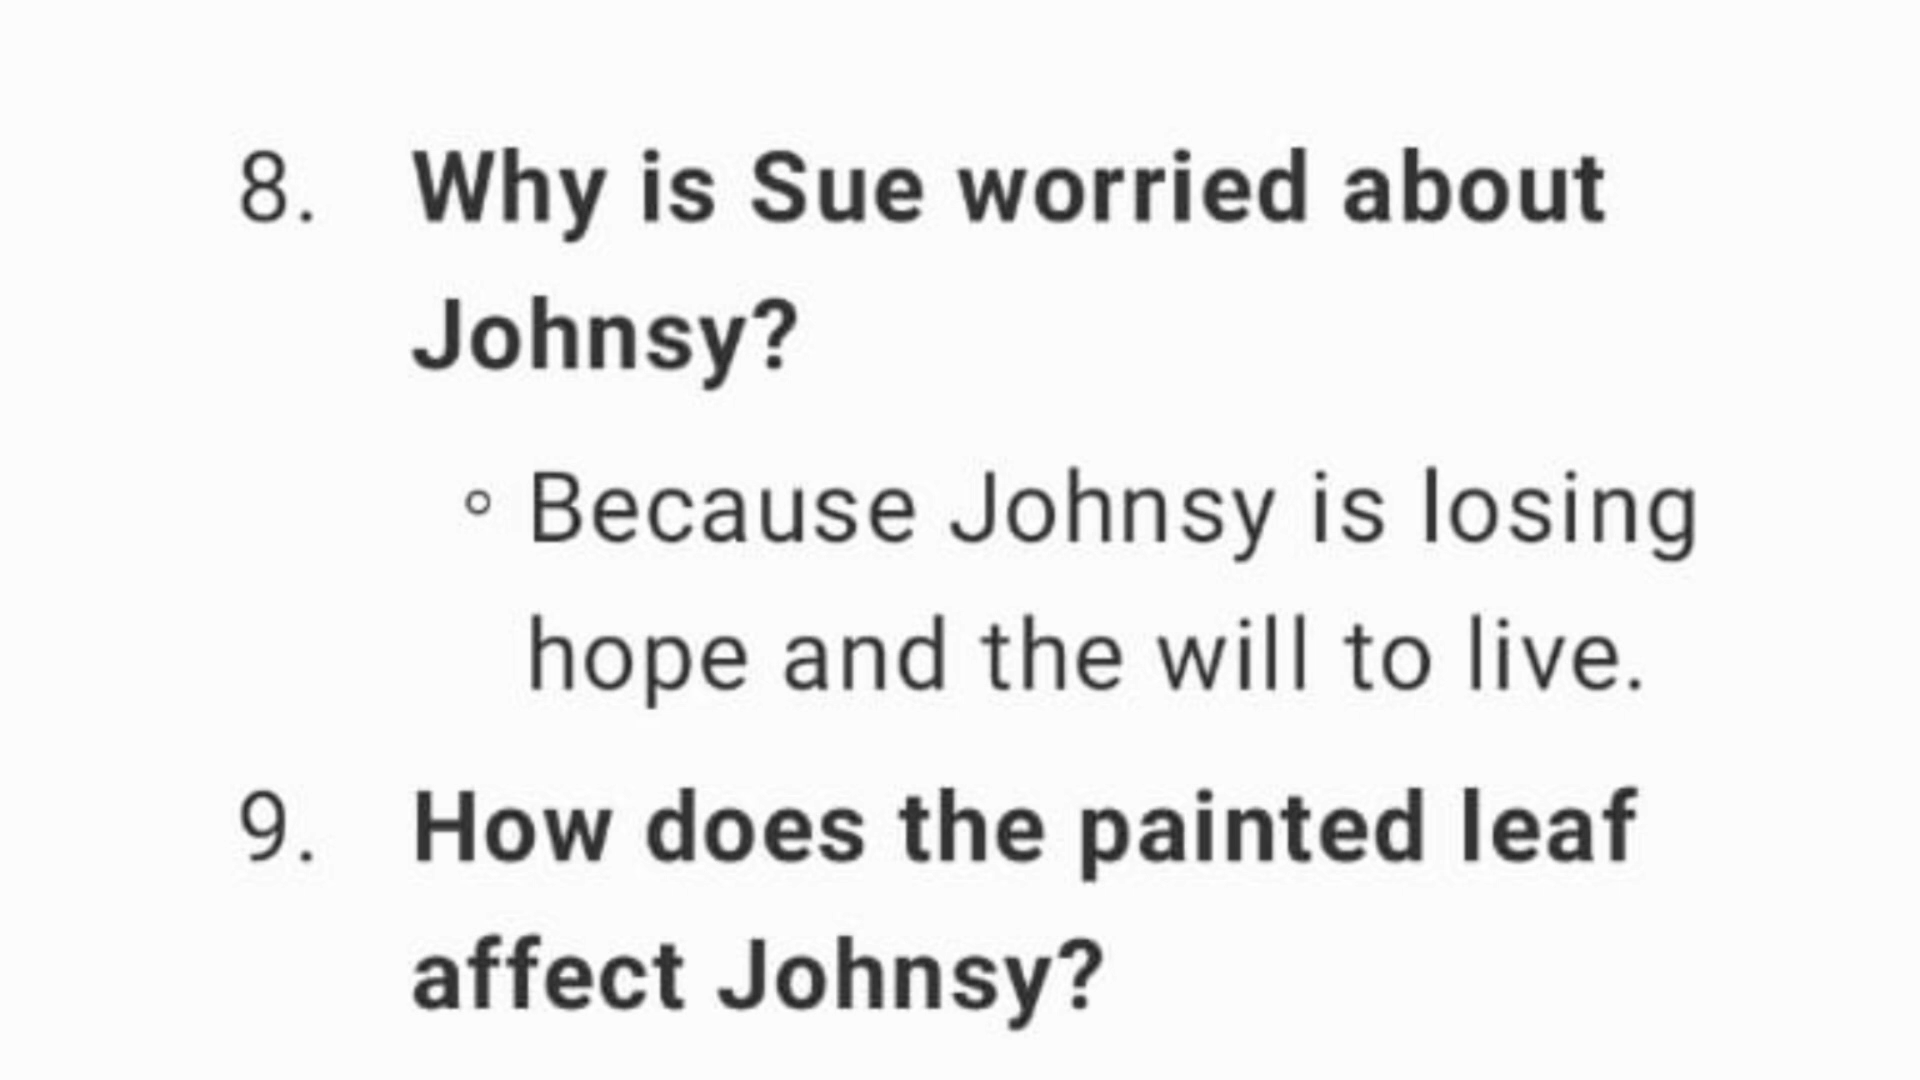 8. Why is Sue worried about
Johnsy?
◦ Because Johnsy is losing
hope and the will to live.
9. How does the painted leaf
affect Johnsy?